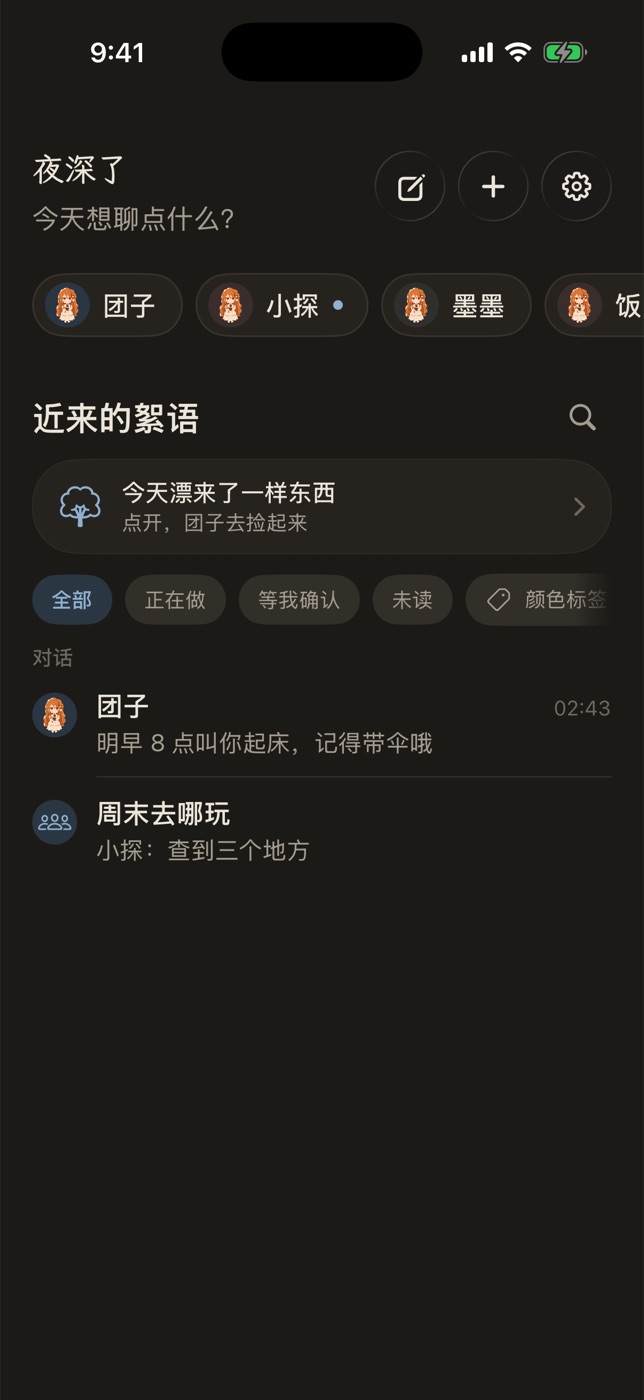 9:41
夜深了
今天想聊点什么？
团子
小探
墨墨
饭
近来的絮语
今天漂来了一样东西
点开，团子去捡起来
全部
正在做
等我确认
未读
颜色标签
对话
团子
02:43
明早 8 点叫你起床，记得带伞哦
周末去哪玩
小探：查到三个地方